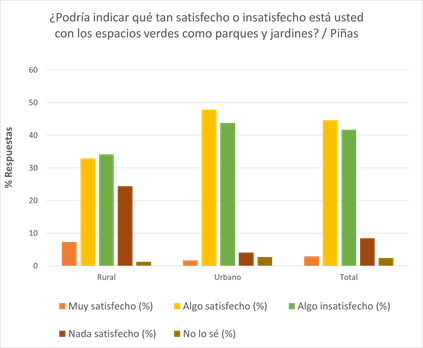 ¿Podría indicar qué tan satisfecho o insatisfecho está usted
con los espacios verdes como parques y jardines? / Piñas
% Respuestas
60
50
40
30
20
10
0
Rural
Urbano
Total
Muy satisfecho (%)
Algo satisfecho (%)
Algo insatisfecho (%)
Nada satisfecho (%)
No lo sé (%)